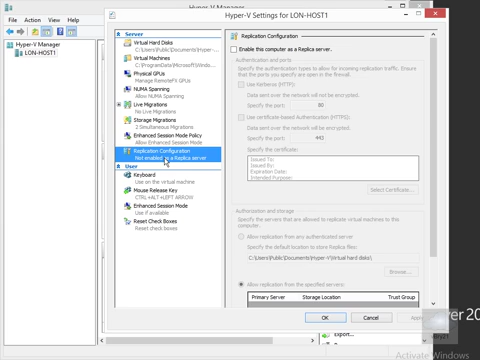 Hyper-V Manager
File Action View Help
Hyper-V Manager
LON-HOST1
Hyper-V Settings for LON-HOST1
Server
Virtual Hard Disks
C:\Users\Public\Documents\Hyper-...
Virtual Machines
C:\ProgramData\Microsoft\Windo...
Physical GPUs
Manage RemoteFX GPUs
NUMA Spanning
Allow NUMA Spanning
Live Migrations
No Live Migrations
Storage Migrations
2 Simultaneous Migrations
Enhanced Session Mode Policy
Allow Enhanced Session Mode
Replication Configuration
Not enabled as a Replica server
User
Keyboard
Use on the virtual machine
Mouse Release Key
CTRL+ALT+LEFT ARROW
Enhanced Session Mode
Use if available
Reset Check Boxes
Reset check boxes
Replication Configuration
Enable this computer as a Replica server.
Authentication and ports
Specify the authentication types to allow for incoming replication traffic. Ensure
that the ports you specify are open in the firewall.
Use Kerberos (HTTP):
Data sent over the network will not be encrypted.
Specify the port: 80
Use certificate-based Authentication (HTTPS):
Data sent over the network will be encrypted.
Specify the port: 443
Specify the certificate:
Issued To:
Issued By:
Expiration Date:
Intended Purpose:
Select Certificate...
Authorization and storage
Specify the servers that are allowed to replicate virtual machines to this
computer.
Allow replication from any authenticated server
Specify the default location to store Replica files:
C:\Users\Public\Documents\Hyper-V\Virtual hard disks\
Browse...
Allow replication from the specified servers:
Primary Server Storage Location Trust Group
OK Cancel Apply
Export...
Activate Windows